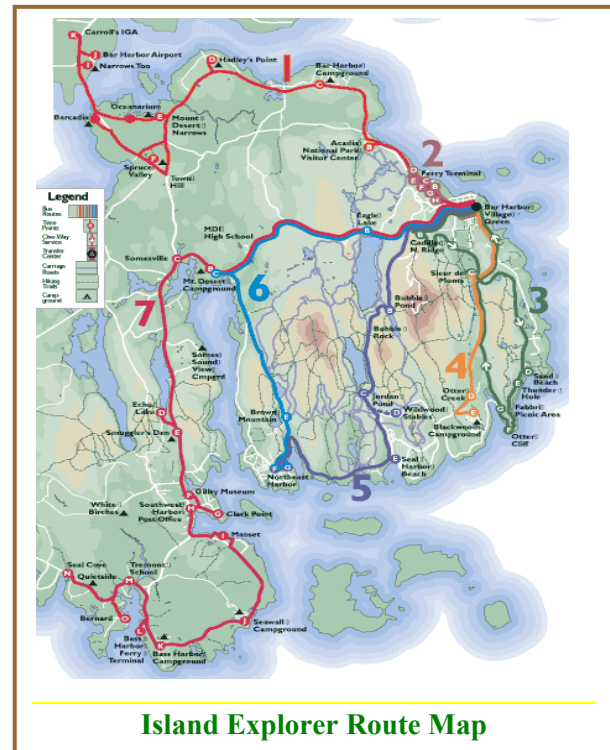 K
Carroll's IGA
J
Bar Harbor Airport
I
Narrows Too
D
Hadley's Point
1
Bar Harbor
Campground
C
Oceanarium
E
Mount
Desert
Narrows
Barcadia
Acadia
National Park
Visitor Center
B
2
F
Spruce
Valley
Town
Hill
D
Ferry Terminal
E
C
B
F
G
H
Legend
Bus
Routes
Time
Points
One-Way
Service
Transfer
Center
Carriage
Roads
Hiking
Trails
Camp-
ground
Bar Harbor
Village
Green
Eagle
Lake
B
MDI
High School
Cadillac
N. Ridge
Somesville
C
B
C
Mt. Desert
Campground
6
Sieur de
Monts
C
3
7
B
Bubble
Pond
Bubble
Rock
Somes
Sound
View
Campgrd
4
D
Sand
Beach
Echo
Lake
D
Jordan
Pond
C
Otter
Creek
D
E
Thunder
Hole
E
Smuggler's Den
Brown
Mountain
E
D
Wildwood
Stables
E
Blackwoods
Campground
G
Fabbri
Picnic Area
F
Otter
Cliff
F
G
Northeast
Harbor
E
Seal
Harbor
Beach
5
F
Gilley Museum
White
Birches
Southwest
Harbor
Post Office
H
G
Clark Point
I
Manset
Seal Cove
N
Quietside
Tremont
School
M
Bernard
O
L
Bass
Harbor
Ferry
Terminal
K
Bass Harbor
Campground
J
Seawall
Campground
Island Explorer Route Map